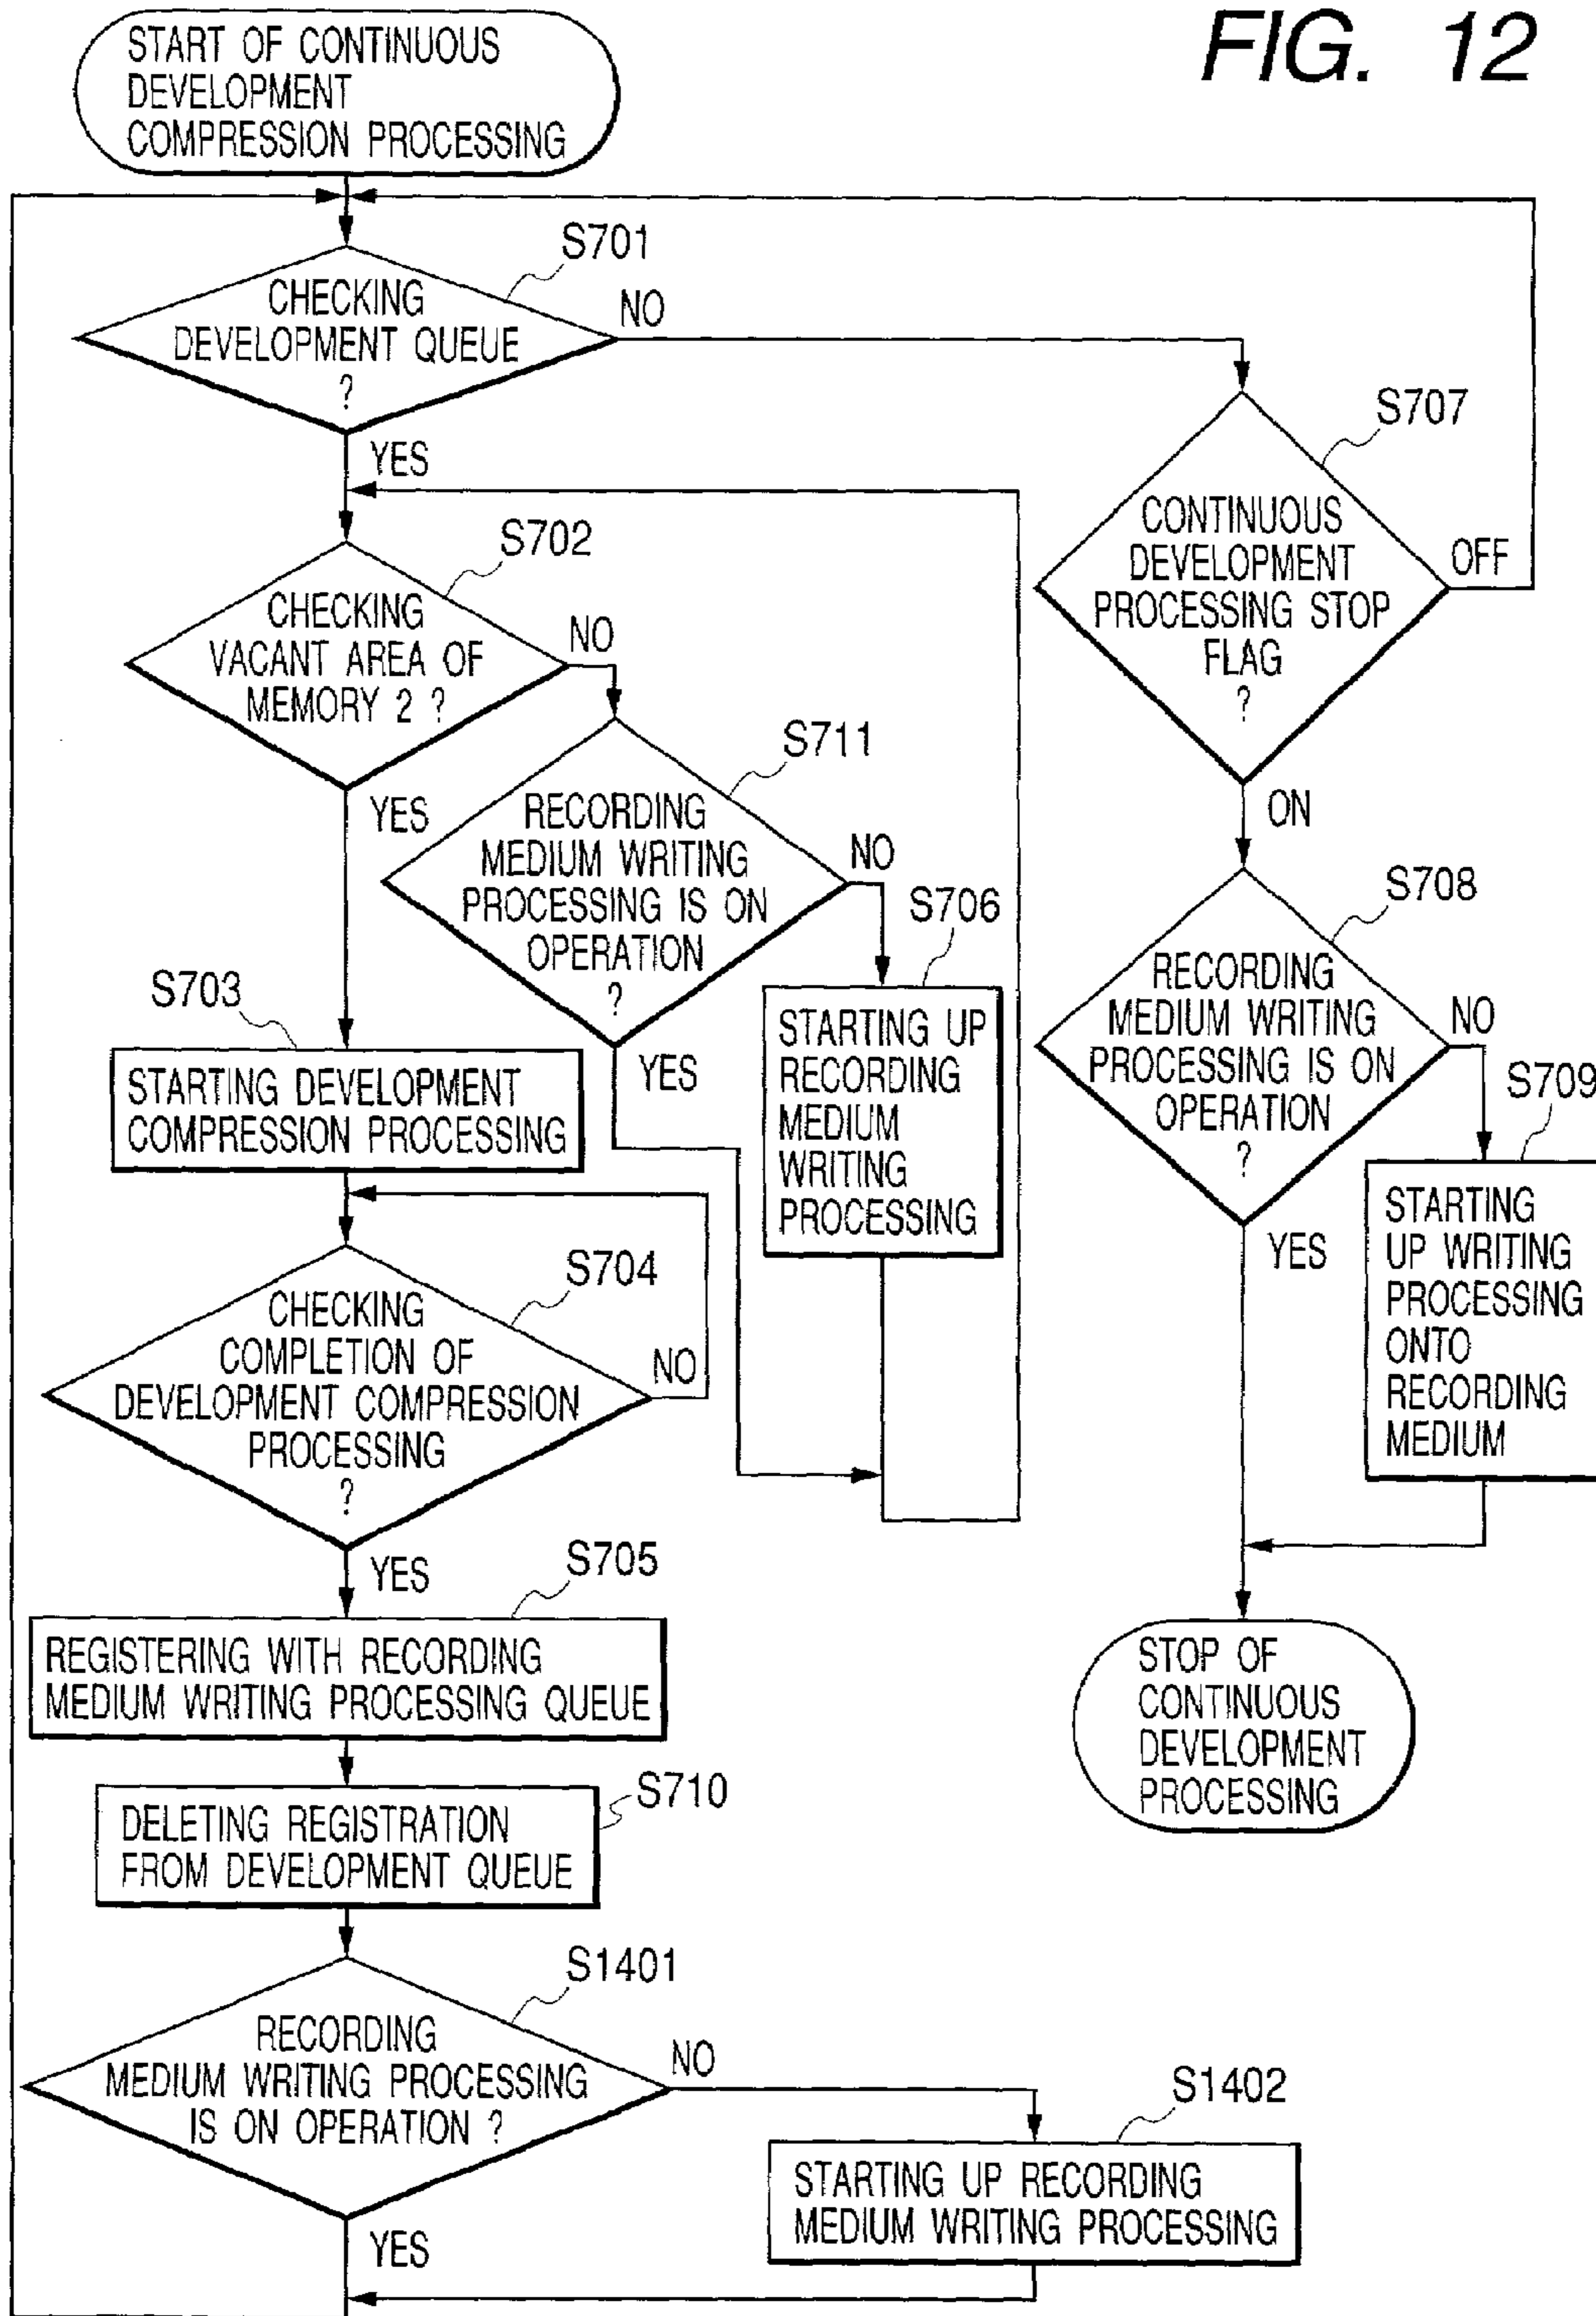 FIG. 12
START OF CONTINUOUS
DEVELOPMENT
COMPRESSION PROCESSING
S701
CHECKING
DEVELOPMENT QUEUE
?
NO
YES
S707
CONTINUOUS
DEVELOPMENT
PROCESSING STOP
FLAG
?
OFF
ON
S702
CHECKING
VACANT AREA OF
MEMORY 2 ?
NO
YES
S711
RECORDING
MEDIUM WRITING
PROCESSING IS ON
OPERATION
?
NO
YES
S706
STARTING UP
RECORDING
MEDIUM
WRITING
PROCESSING
S708
RECORDING
MEDIUM WRITING
PROCESSING IS ON
OPERATION
?
NO
YES
S709
STARTING
UP WRITING
PROCESSING
ONTO
RECORDING
MEDIUM
S703
STARTING DEVELOPMENT
COMPRESSION PROCESSING
S704
CHECKING
COMPLETION OF
DEVELOPMENT COMPRESSION
PROCESSING
?
NO
YES
S705
REGISTERING WITH RECORDING
MEDIUM WRITING PROCESSING QUEUE
STOP OF
CONTINUOUS
DEVELOPMENT
PROCESSING
S710
DELETING REGISTRATION
FROM DEVELOPMENT QUEUE
S1401
RECORDING
MEDIUM WRITING PROCESSING
IS ON OPERATION ?
NO
YES
S1402
STARTING UP RECORDING
MEDIUM WRITING PROCESSING